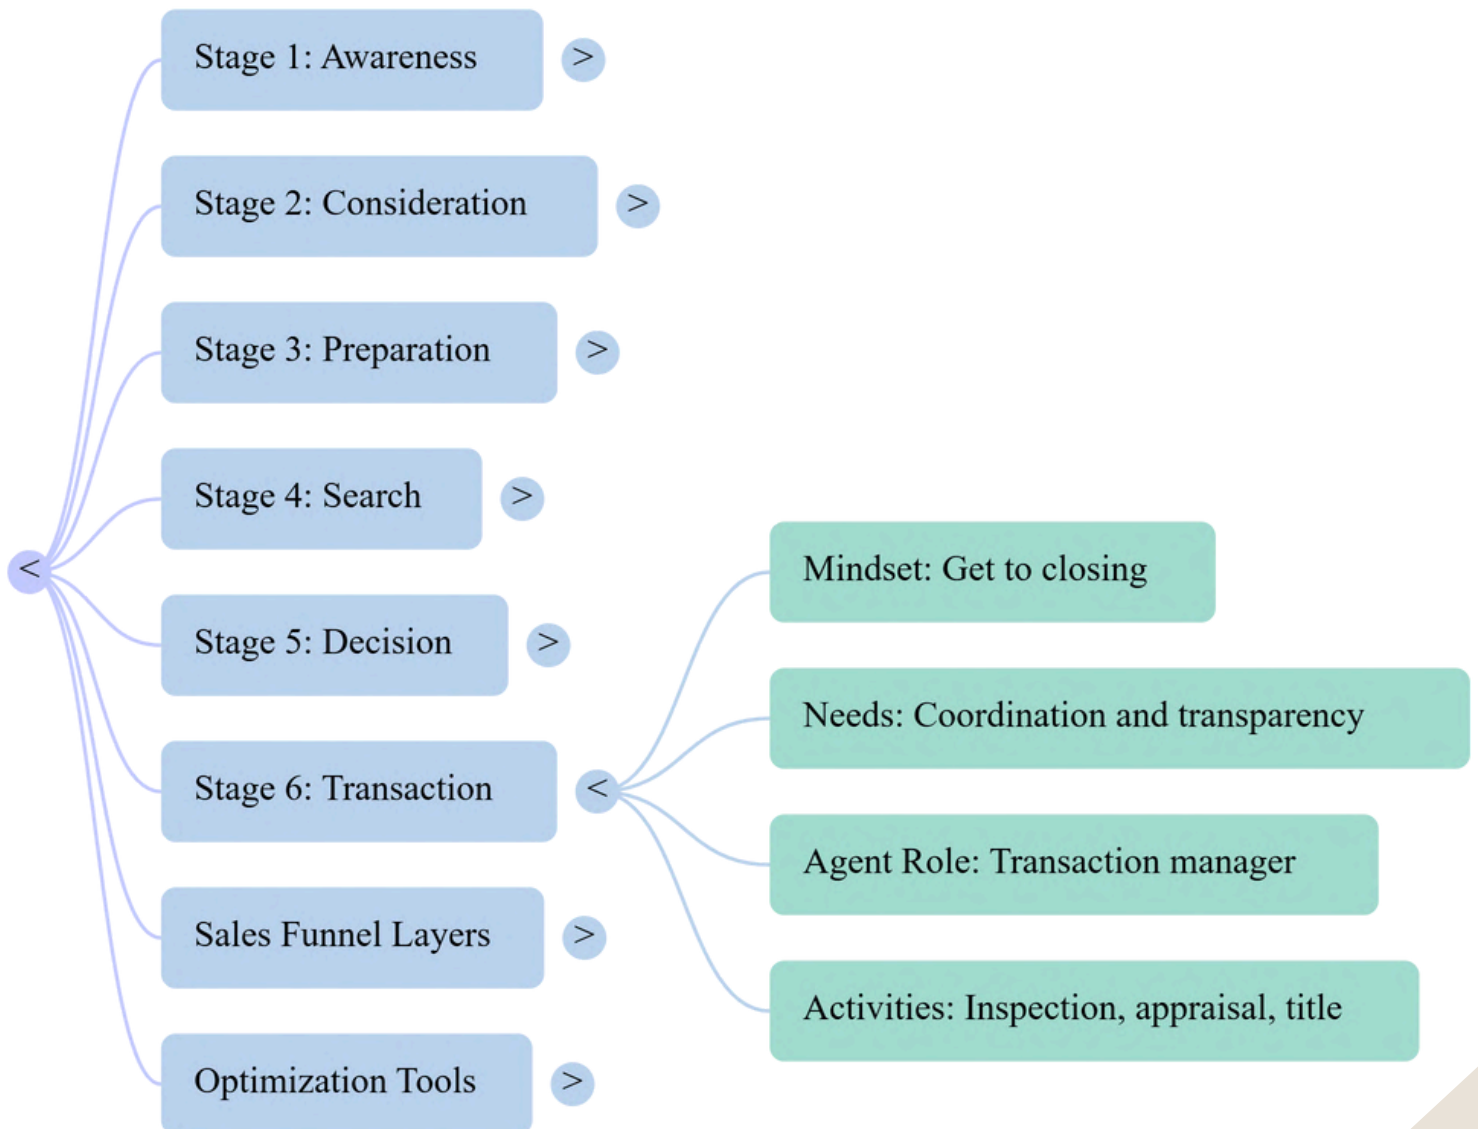 Stage 1: Awareness >
Stage 2: Consideration >
Stage 3: Preparation >
Stage 4: Search >
<
Stage 5: Decision >
Stage 6: Transaction <
Sales Funnel Layers >
Optimization Tools >
Mindset: Get to closing
Needs: Coordination and transparency
Agent Role: Transaction manager
Activities: Inspection, appraisal, title